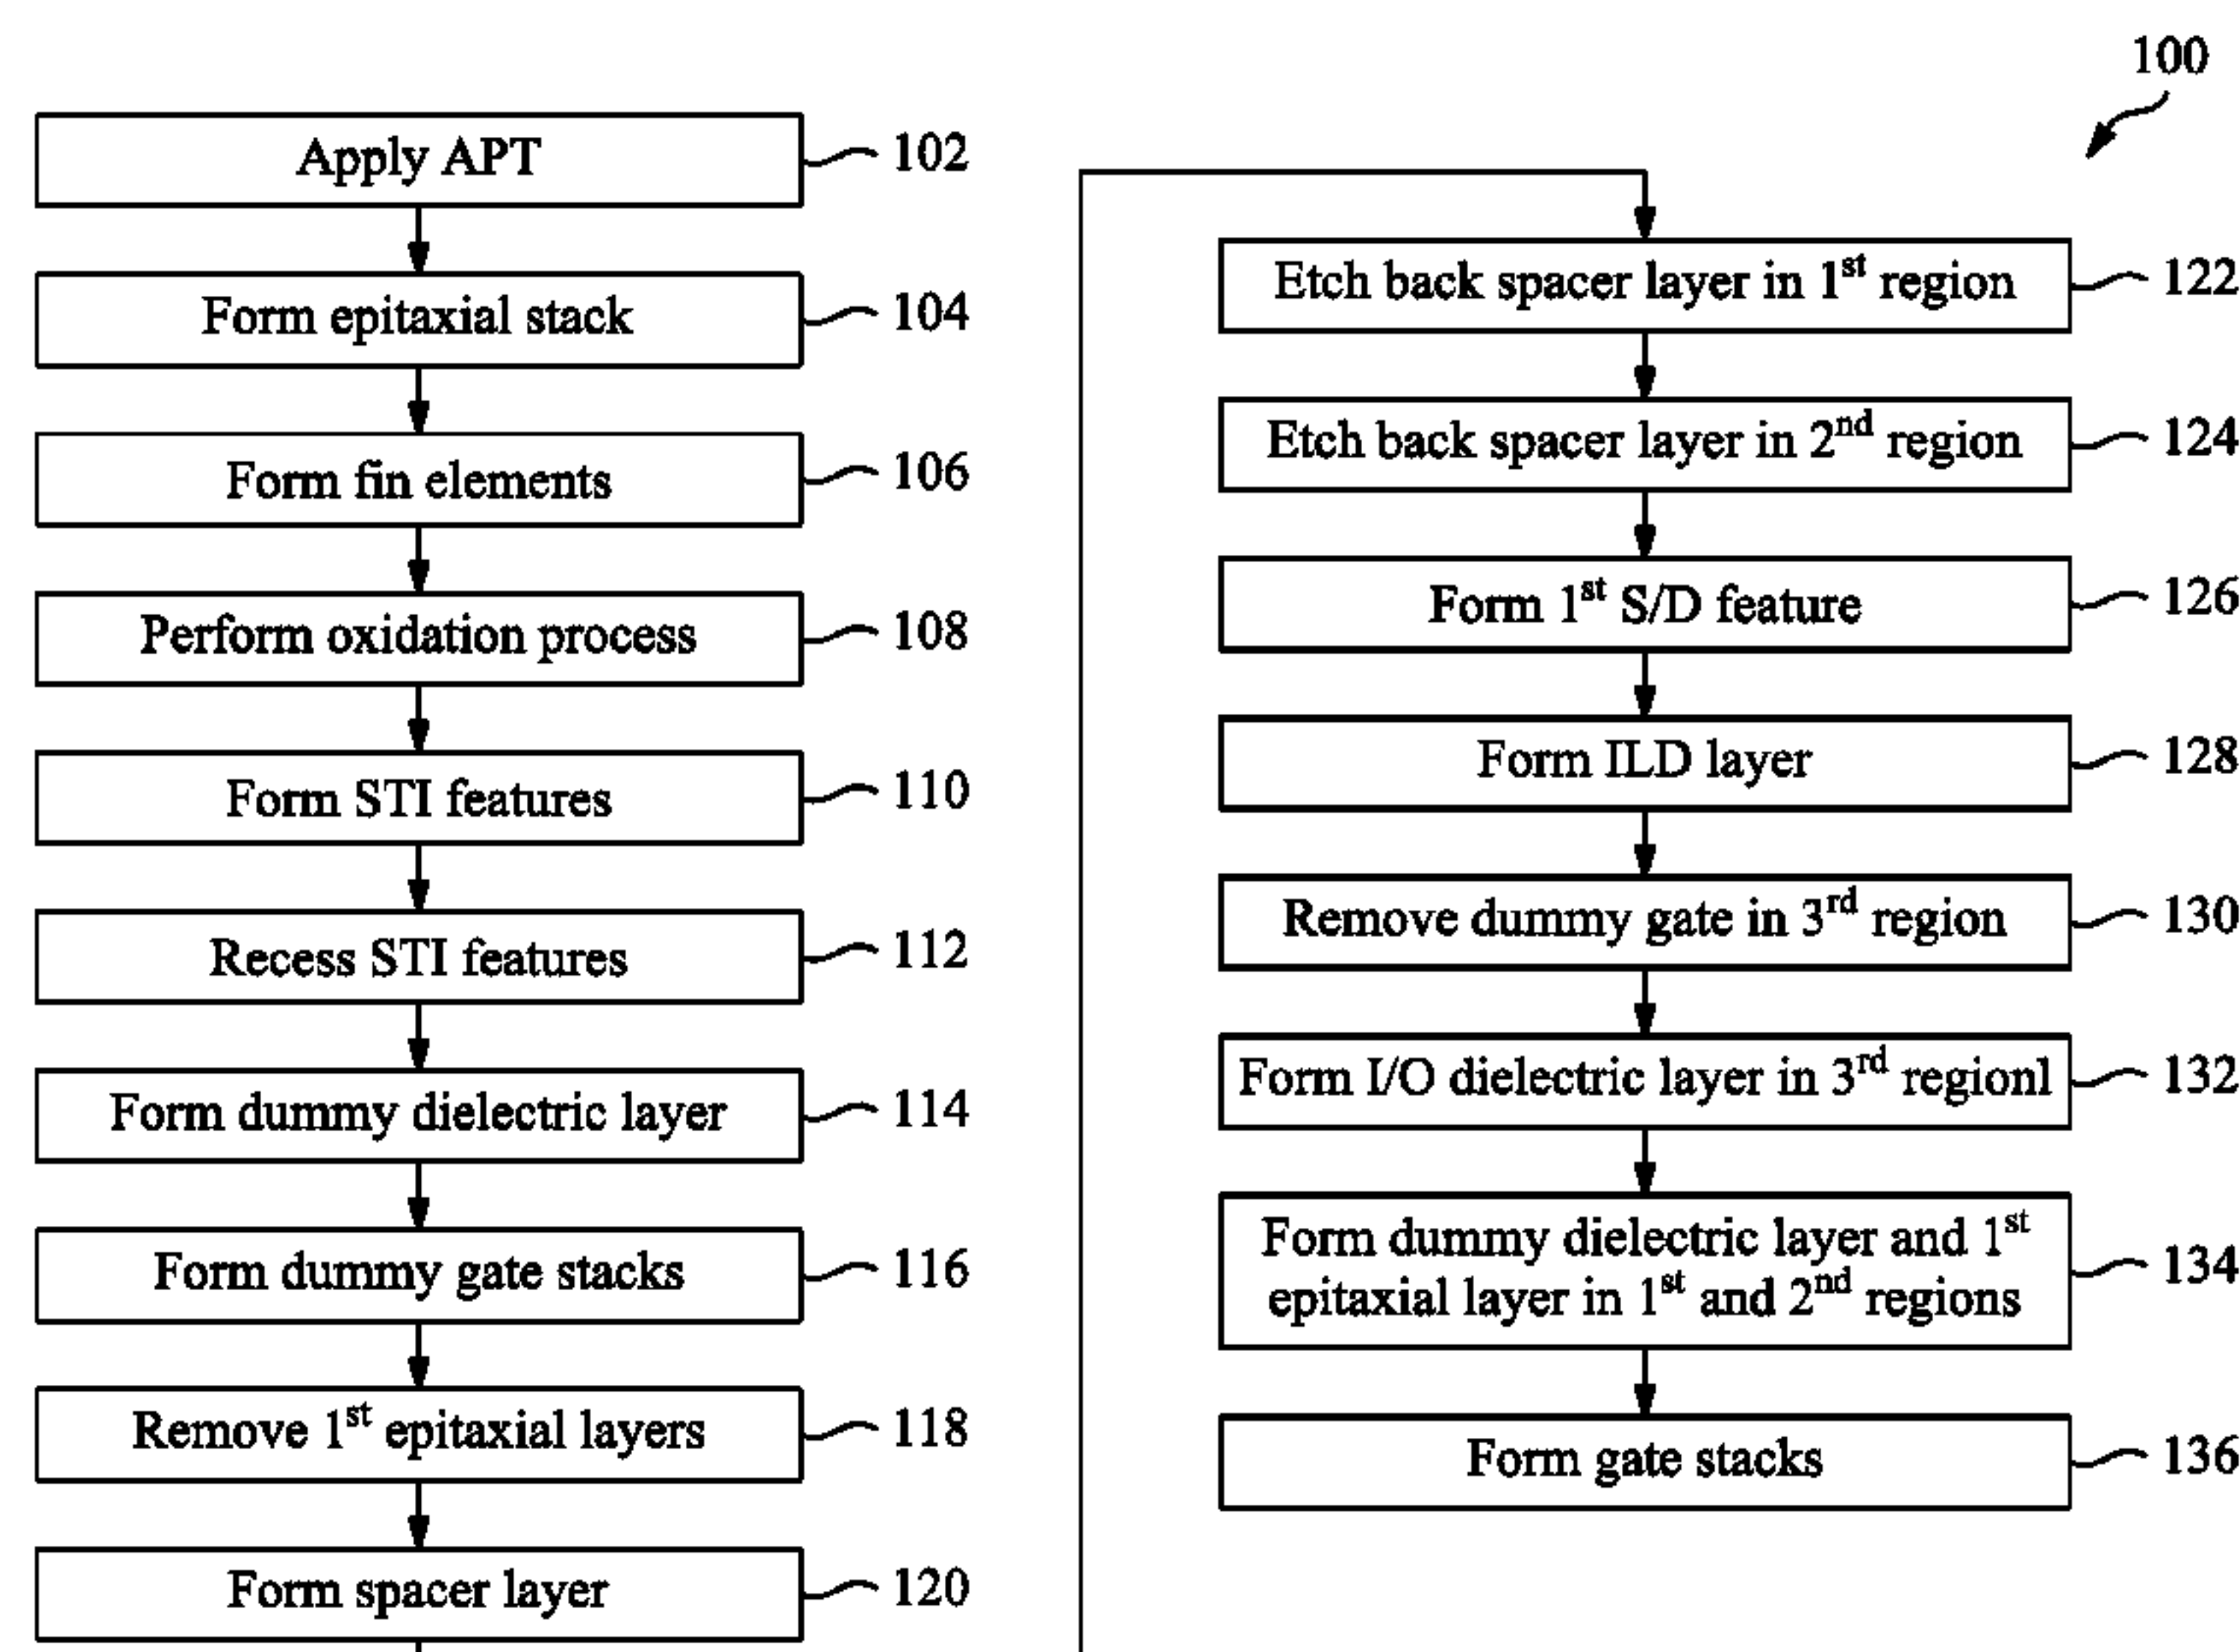 100
Apply APT
102
Form epitaxial stack
104
Form fin elements
106
Perform oxidation process
108
Form STI features
110
Recess STI features
112
Form dummy dielectric layer
114
Form dummy gate stacks
116
Remove 1st epitaxial layers
118
Form spacer layer
120
Etch back spacer layer in 1st region
122
Etch back spacer layer in 2nd region
124
Form 1st S/D feature
126
Form ILD layer
128
Remove dummy gate in 3rd region
130
Form I/O dielectric layer in 3rd regionl
132
Form dummy dielectric layer and 1st
epitaxial layer in 1st and 2nd regions
134
Form gate stacks
136